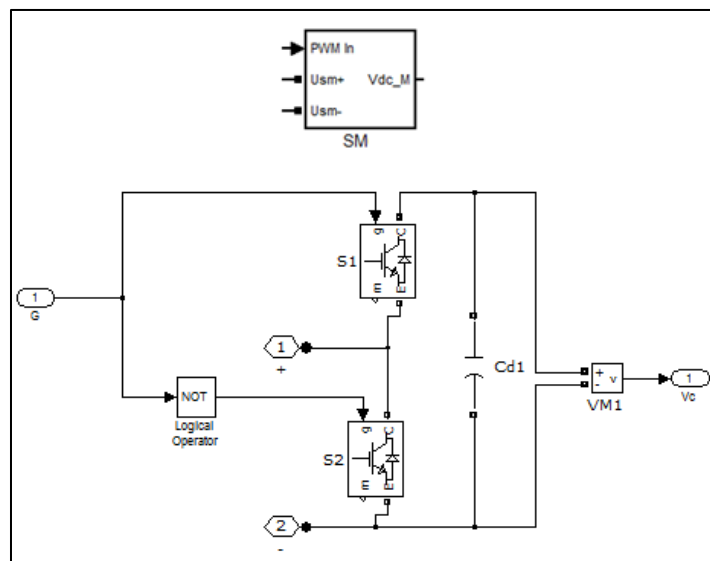 PWM In
Usm+ Vdc_M
Usm-
SM
g C
S1
m E
1
G
1
+
Cd1
+
- v
VM1
1
Vc
NOT
Logical
Operator
g C
S2
m E
2
-